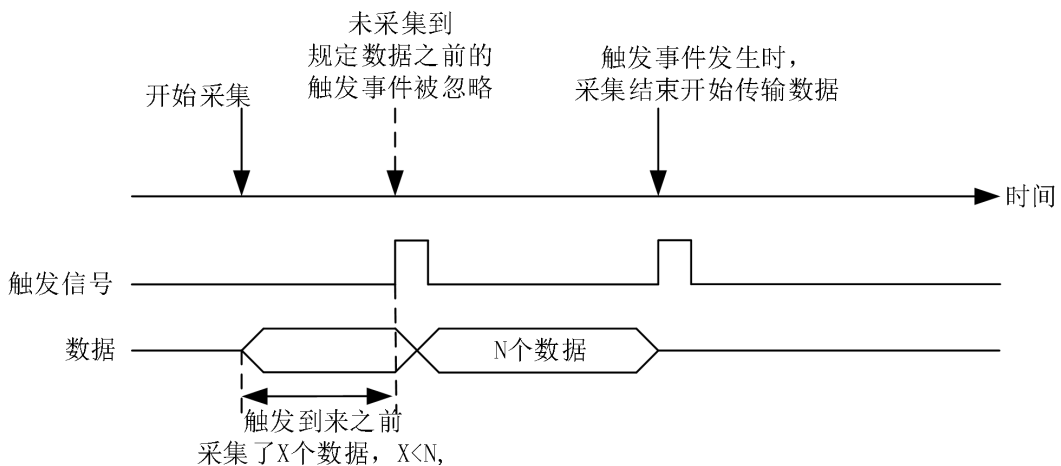 未采集到
规定数据之前的
触发事件被忽略
触发事件发生时，
采集结束开始传输数据
开始采集
时间
触发信号
数据
N个数据
触发到来之前
采集了X个数据，X<N,